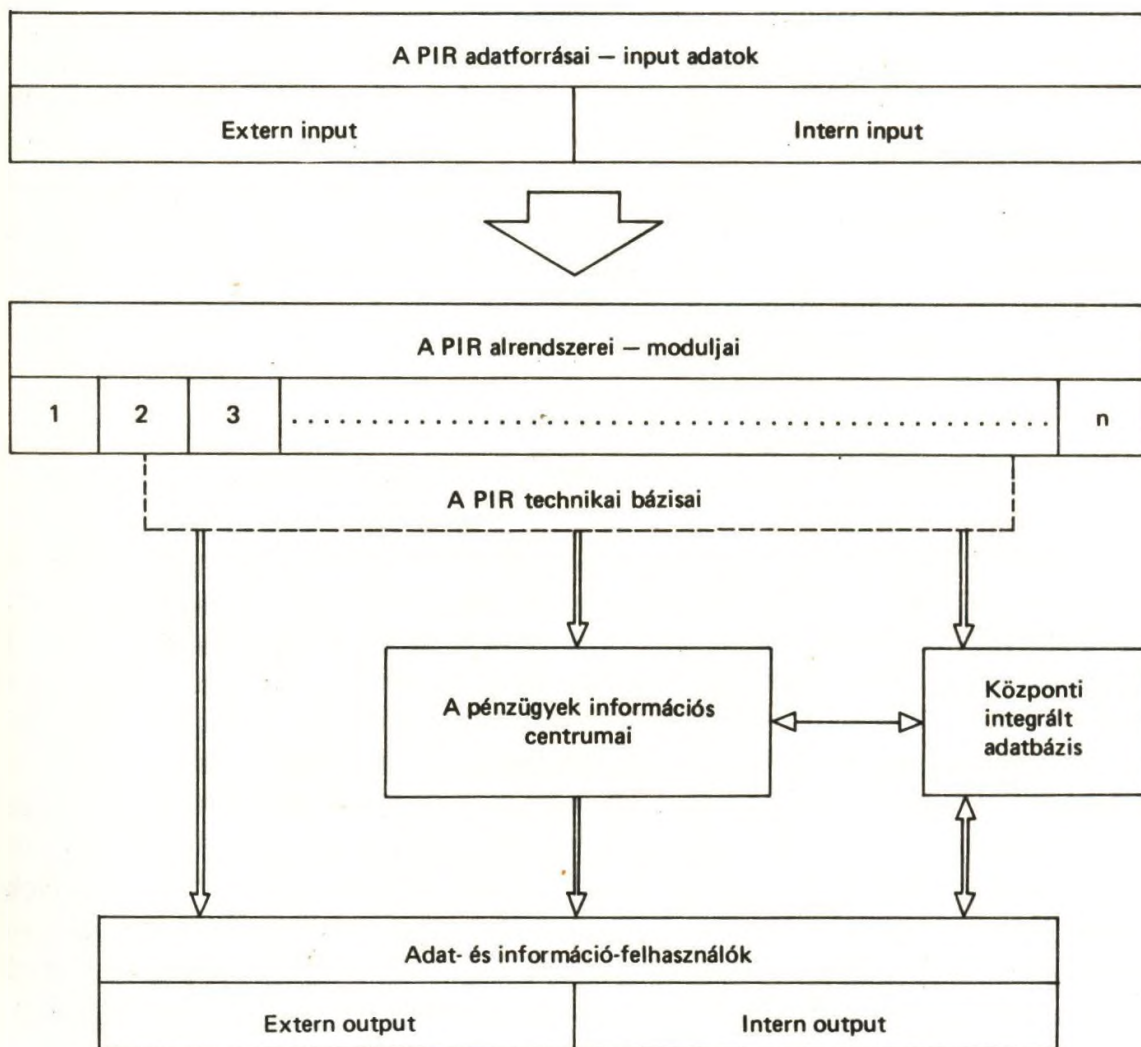 A PIR adatforrásai — input adatok
Extern input
Intern input
A PIR alrendszerei — moduljai
1 2 3 ........................................................ n
A PIR technikai bázisai
A pénzügyek információs
centrumai
Központi
integrált
adatbázis
Adat- és információ-felhasználók
Extern output
Intern output